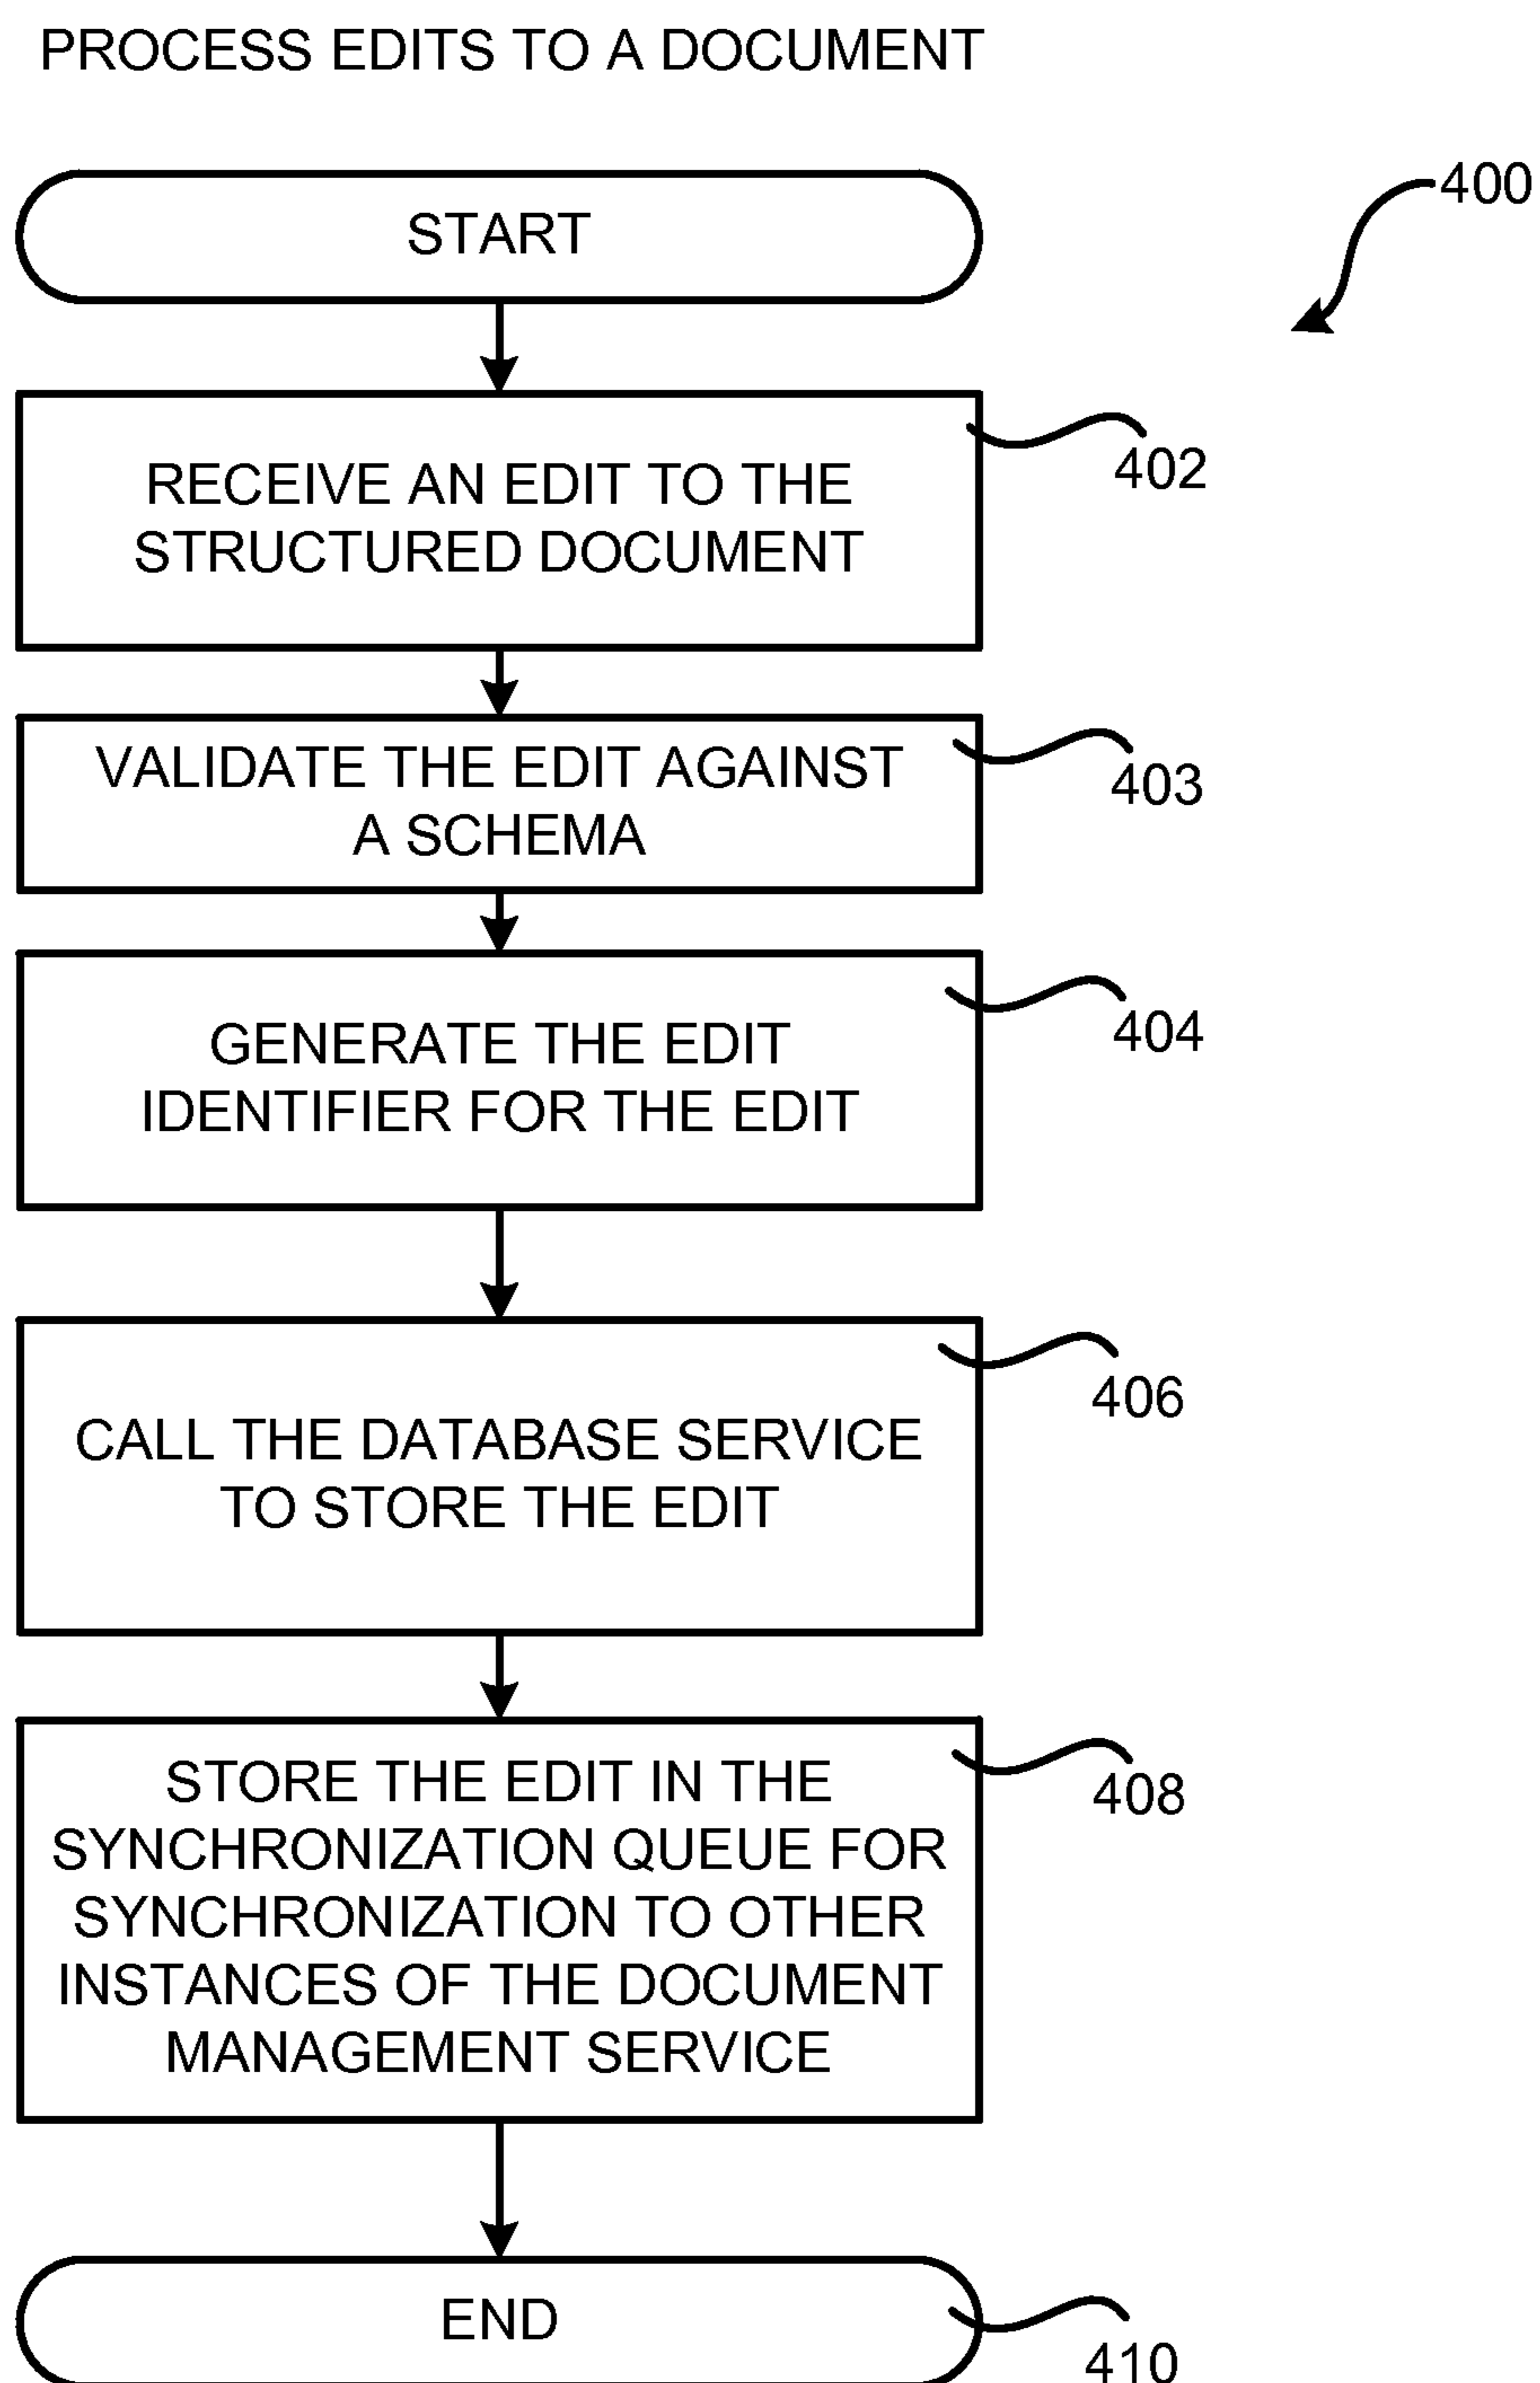 PROCESS EDITS TO A DOCUMENT
START
400
RECEIVE AN EDIT TO THE
STRUCTURED DOCUMENT
402
VALIDATE THE EDIT AGAINST
A SCHEMA
403
GENERATE THE EDIT
IDENTIFIER FOR THE EDIT
404
CALL THE DATABASE SERVICE
TO STORE THE EDIT
406
STORE THE EDIT IN THE
SYNCHRONIZATION QUEUE FOR
SYNCHRONIZATION TO OTHER
INSTANCES OF THE DOCUMENT
MANAGEMENT SERVICE
408
END
410